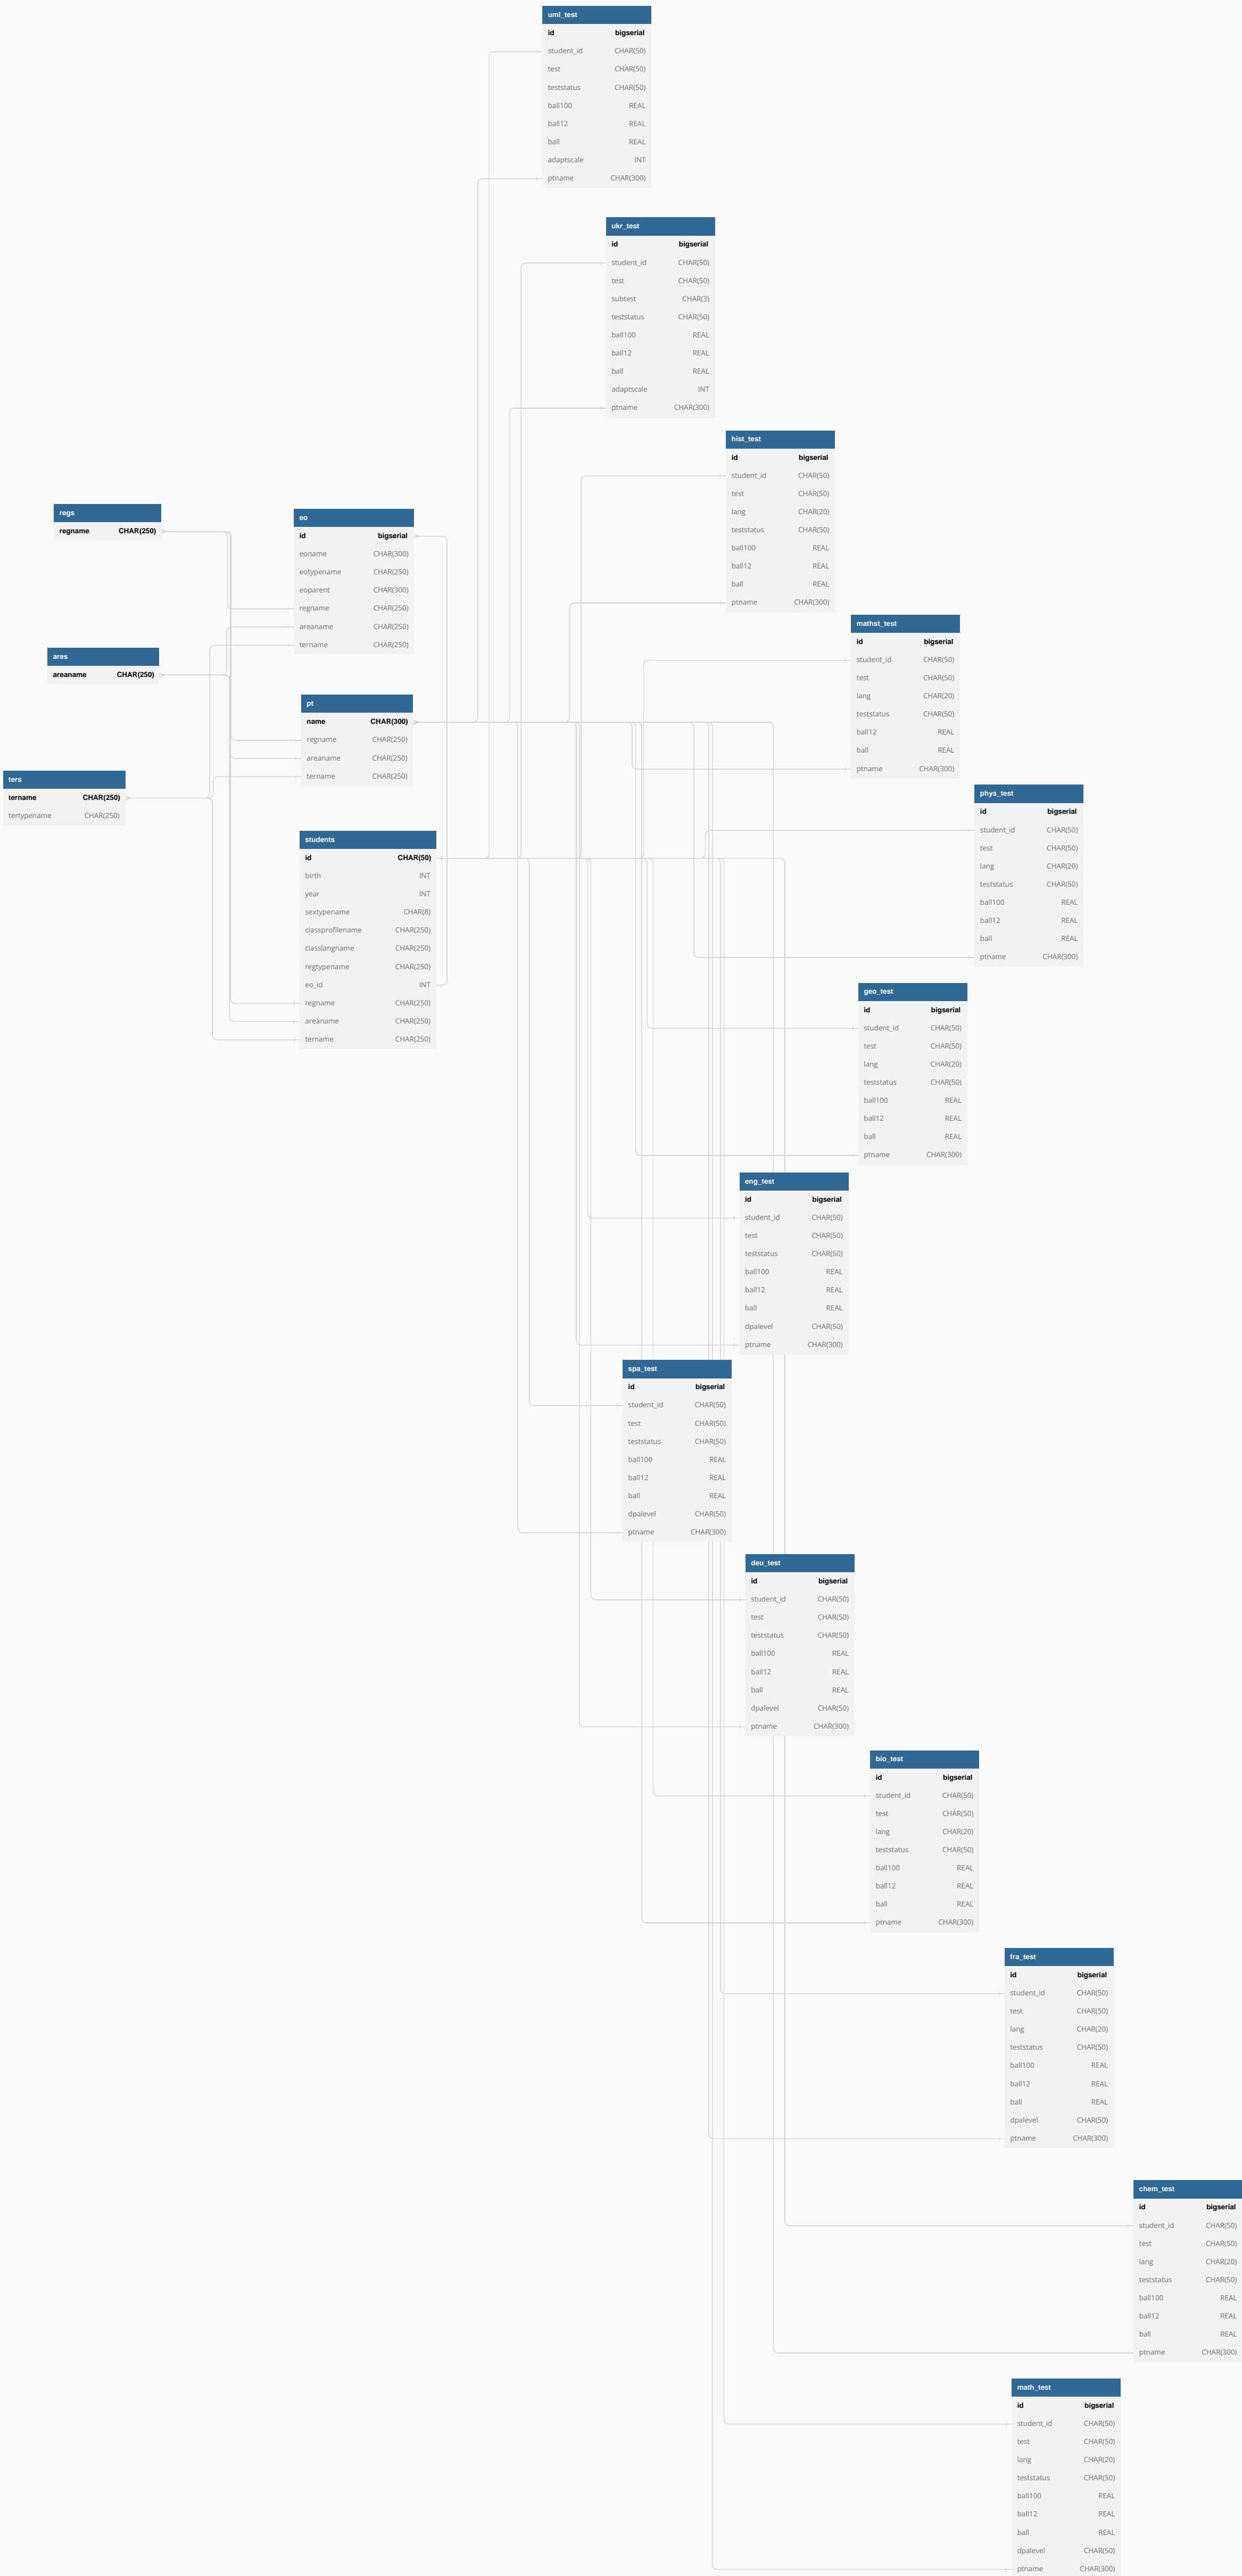 uml_test
id bigserial
student_id CHAR(50)
test CHAR(50)
teststatus CHAR(50)
ball100 REAL
ball12 REAL
ball REAL
adaptscale INT
ptname CHAR(300)
ukr_test
id bigserial
student_id CHAR(50)
test CHAR(50)
subtest CHAR(3)
teststatus CHAR(50)
ball100 REAL
ball12 REAL
ball REAL
adaptscale INT
ptname CHAR(300)
hist_test
id bigserial
student_id CHAR(50)
test CHAR(50)
lang CHAR(20)
teststatus CHAR(50)
ball100 REAL
ball12 REAL
ball REAL
ptname CHAR(300)
regs
regname CHAR(250)
eo
id bigserial
eoname CHAR(300)
eotypename CHAR(250)
eoparent CHAR(300)
regname CHAR(250)
areaname CHAR(250)
tername CHAR(250)
mathst_test
id bigserial
student_id CHAR(50)
test CHAR(50)
lang CHAR(20)
teststatus CHAR(50)
ball12 REAL
ball REAL
ptname CHAR(300)
ares
areaname CHAR(250)
pt
name CHAR(300)
regname CHAR(250)
areaname CHAR(250)
tername CHAR(250)
ters
tername CHAR(250)
tertypename CHAR(250)
phys_test
id bigserial
student_id CHAR(50)
test CHAR(50)
lang CHAR(20)
teststatus CHAR(50)
ball100 REAL
ball12 REAL
ball REAL
ptname CHAR(300)
students
id CHAR(50)
birth INT
year INT
sextypename CHAR(8)
classprofilename CHAR(250)
classlangname CHAR(250)
regtypename CHAR(250)
eo_id INT
regname CHAR(250)
areaname CHAR(250)
tername CHAR(250)
geo_test
id bigserial
student_id CHAR(50)
test CHAR(50)
lang CHAR(20)
teststatus CHAR(50)
ball100 REAL
ball12 REAL
ball REAL
ptname CHAR(300)
eng_test
id bigserial
student_id CHAR(50)
test CHAR(50)
teststatus CHAR(50)
ball100 REAL
ball12 REAL
ball REAL
dpalevel CHAR(50)
ptname CHAR(300)
spa_test
id bigserial
student_id CHAR(50)
test CHAR(50)
teststatus CHAR(50)
ball100 REAL
ball12 REAL
ball REAL
dpalevel CHAR(50)
ptname CHAR(300)
deu_test
id bigserial
student_id CHAR(50)
test CHAR(50)
teststatus CHAR(50)
ball100 REAL
ball12 REAL
ball REAL
dpalevel CHAR(50)
ptname CHAR(300)
bio_test
id bigserial
student_id CHAR(50)
test CHAR(50)
lang CHAR(20)
teststatus CHAR(50)
ball100 REAL
ball12 REAL
ball REAL
ptname CHAR(300)
fra_test
id bigserial
student_id CHAR(50)
test CHAR(50)
lang CHAR(20)
teststatus CHAR(50)
ball100 REAL
ball12 REAL
ball REAL
dpalevel CHAR(50)
ptname CHAR(300)
chem_test
id bigserial
student_id CHAR(50)
test CHAR(50)
lang CHAR(20)
teststatus CHAR(50)
ball100 REAL
ball12 REAL
ball REAL
ptname CHAR(300)
math_test
id bigserial
student_id CHAR(50)
test CHAR(50)
lang CHAR(20)
teststatus CHAR(50)
ball100 REAL
ball12 REAL
ball REAL
dpalevel CHAR(50)
ptname CHAR(300)